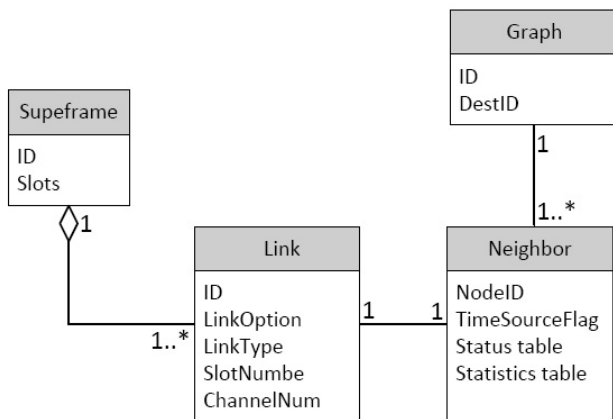 Graph
ID
DestID
1
1..*
Supeframe
ID
Slots
1
1..*
Link
ID
LinkOption
LinkType
SlotNumbe
ChannelNum
1
1
Neighbor
NodeID
TimeSourceFlag
Status table
Statistics table